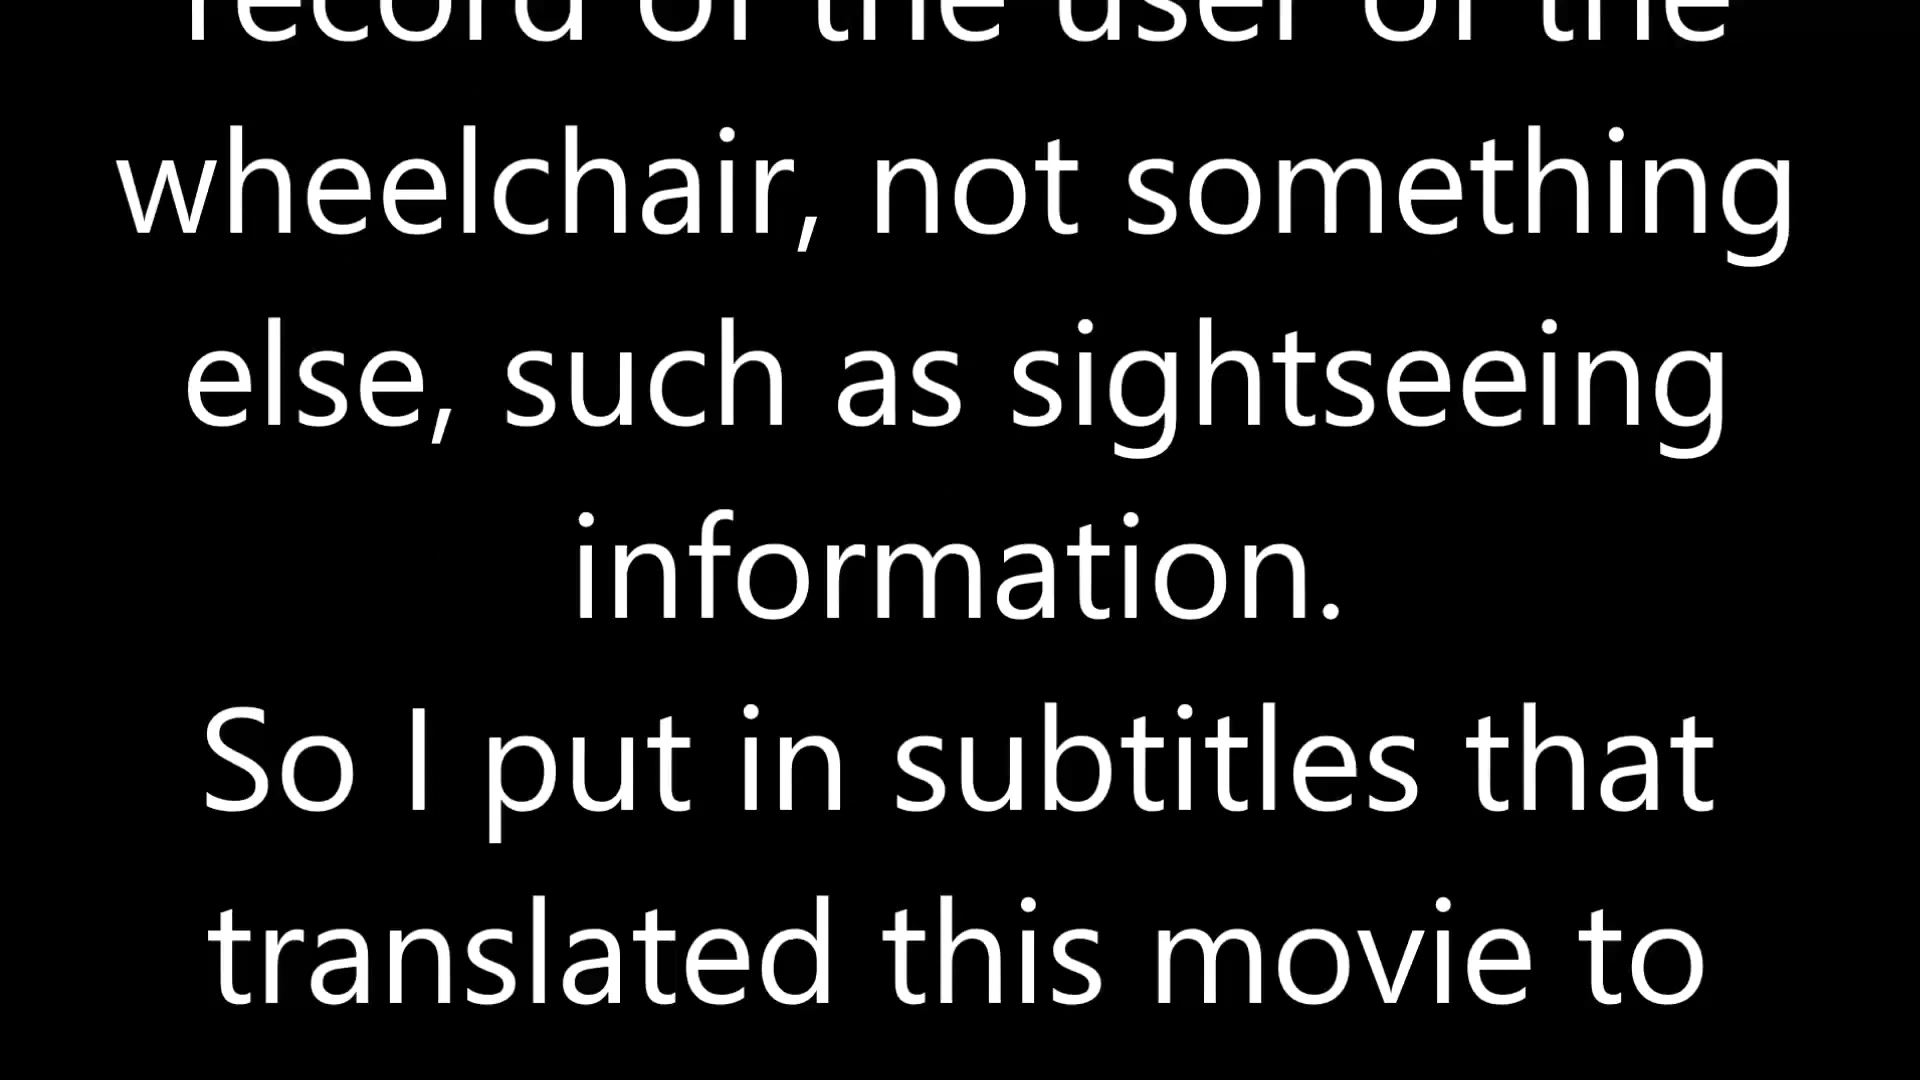 record of the user of the
wheelchair, not something
else, such as sightseeing
information.
So I put in subtitles that
translated this movie to